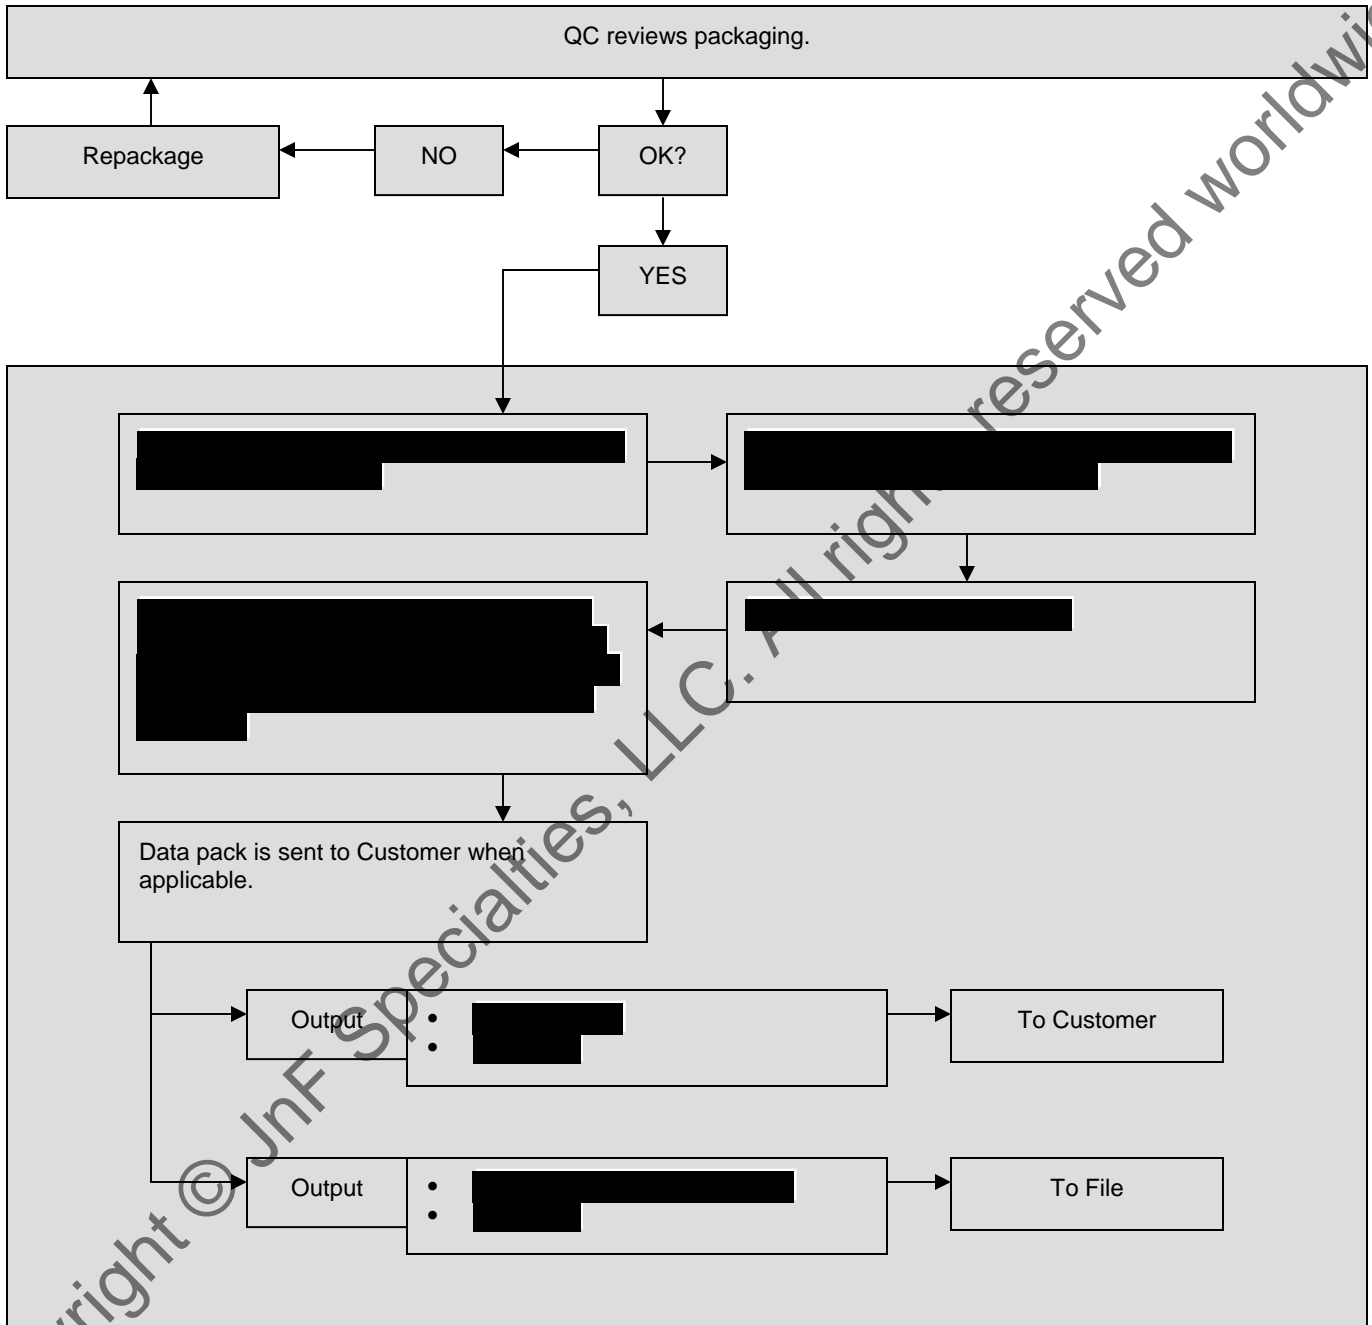 QC reviews packaging.
Repackage
NO
OK?
YES
Data pack is sent to Customer when
applicable.
Output
To Customer
Output
To File
Copyright © JnF Specialties, LLC. All rights reserved worldwide